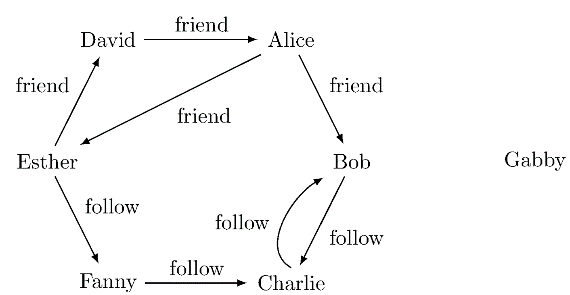 friend
David
Alice
friend
friend
friend
Esther
Bob
Gabby
follow
follow
follow
follow
Fanny
Charlie